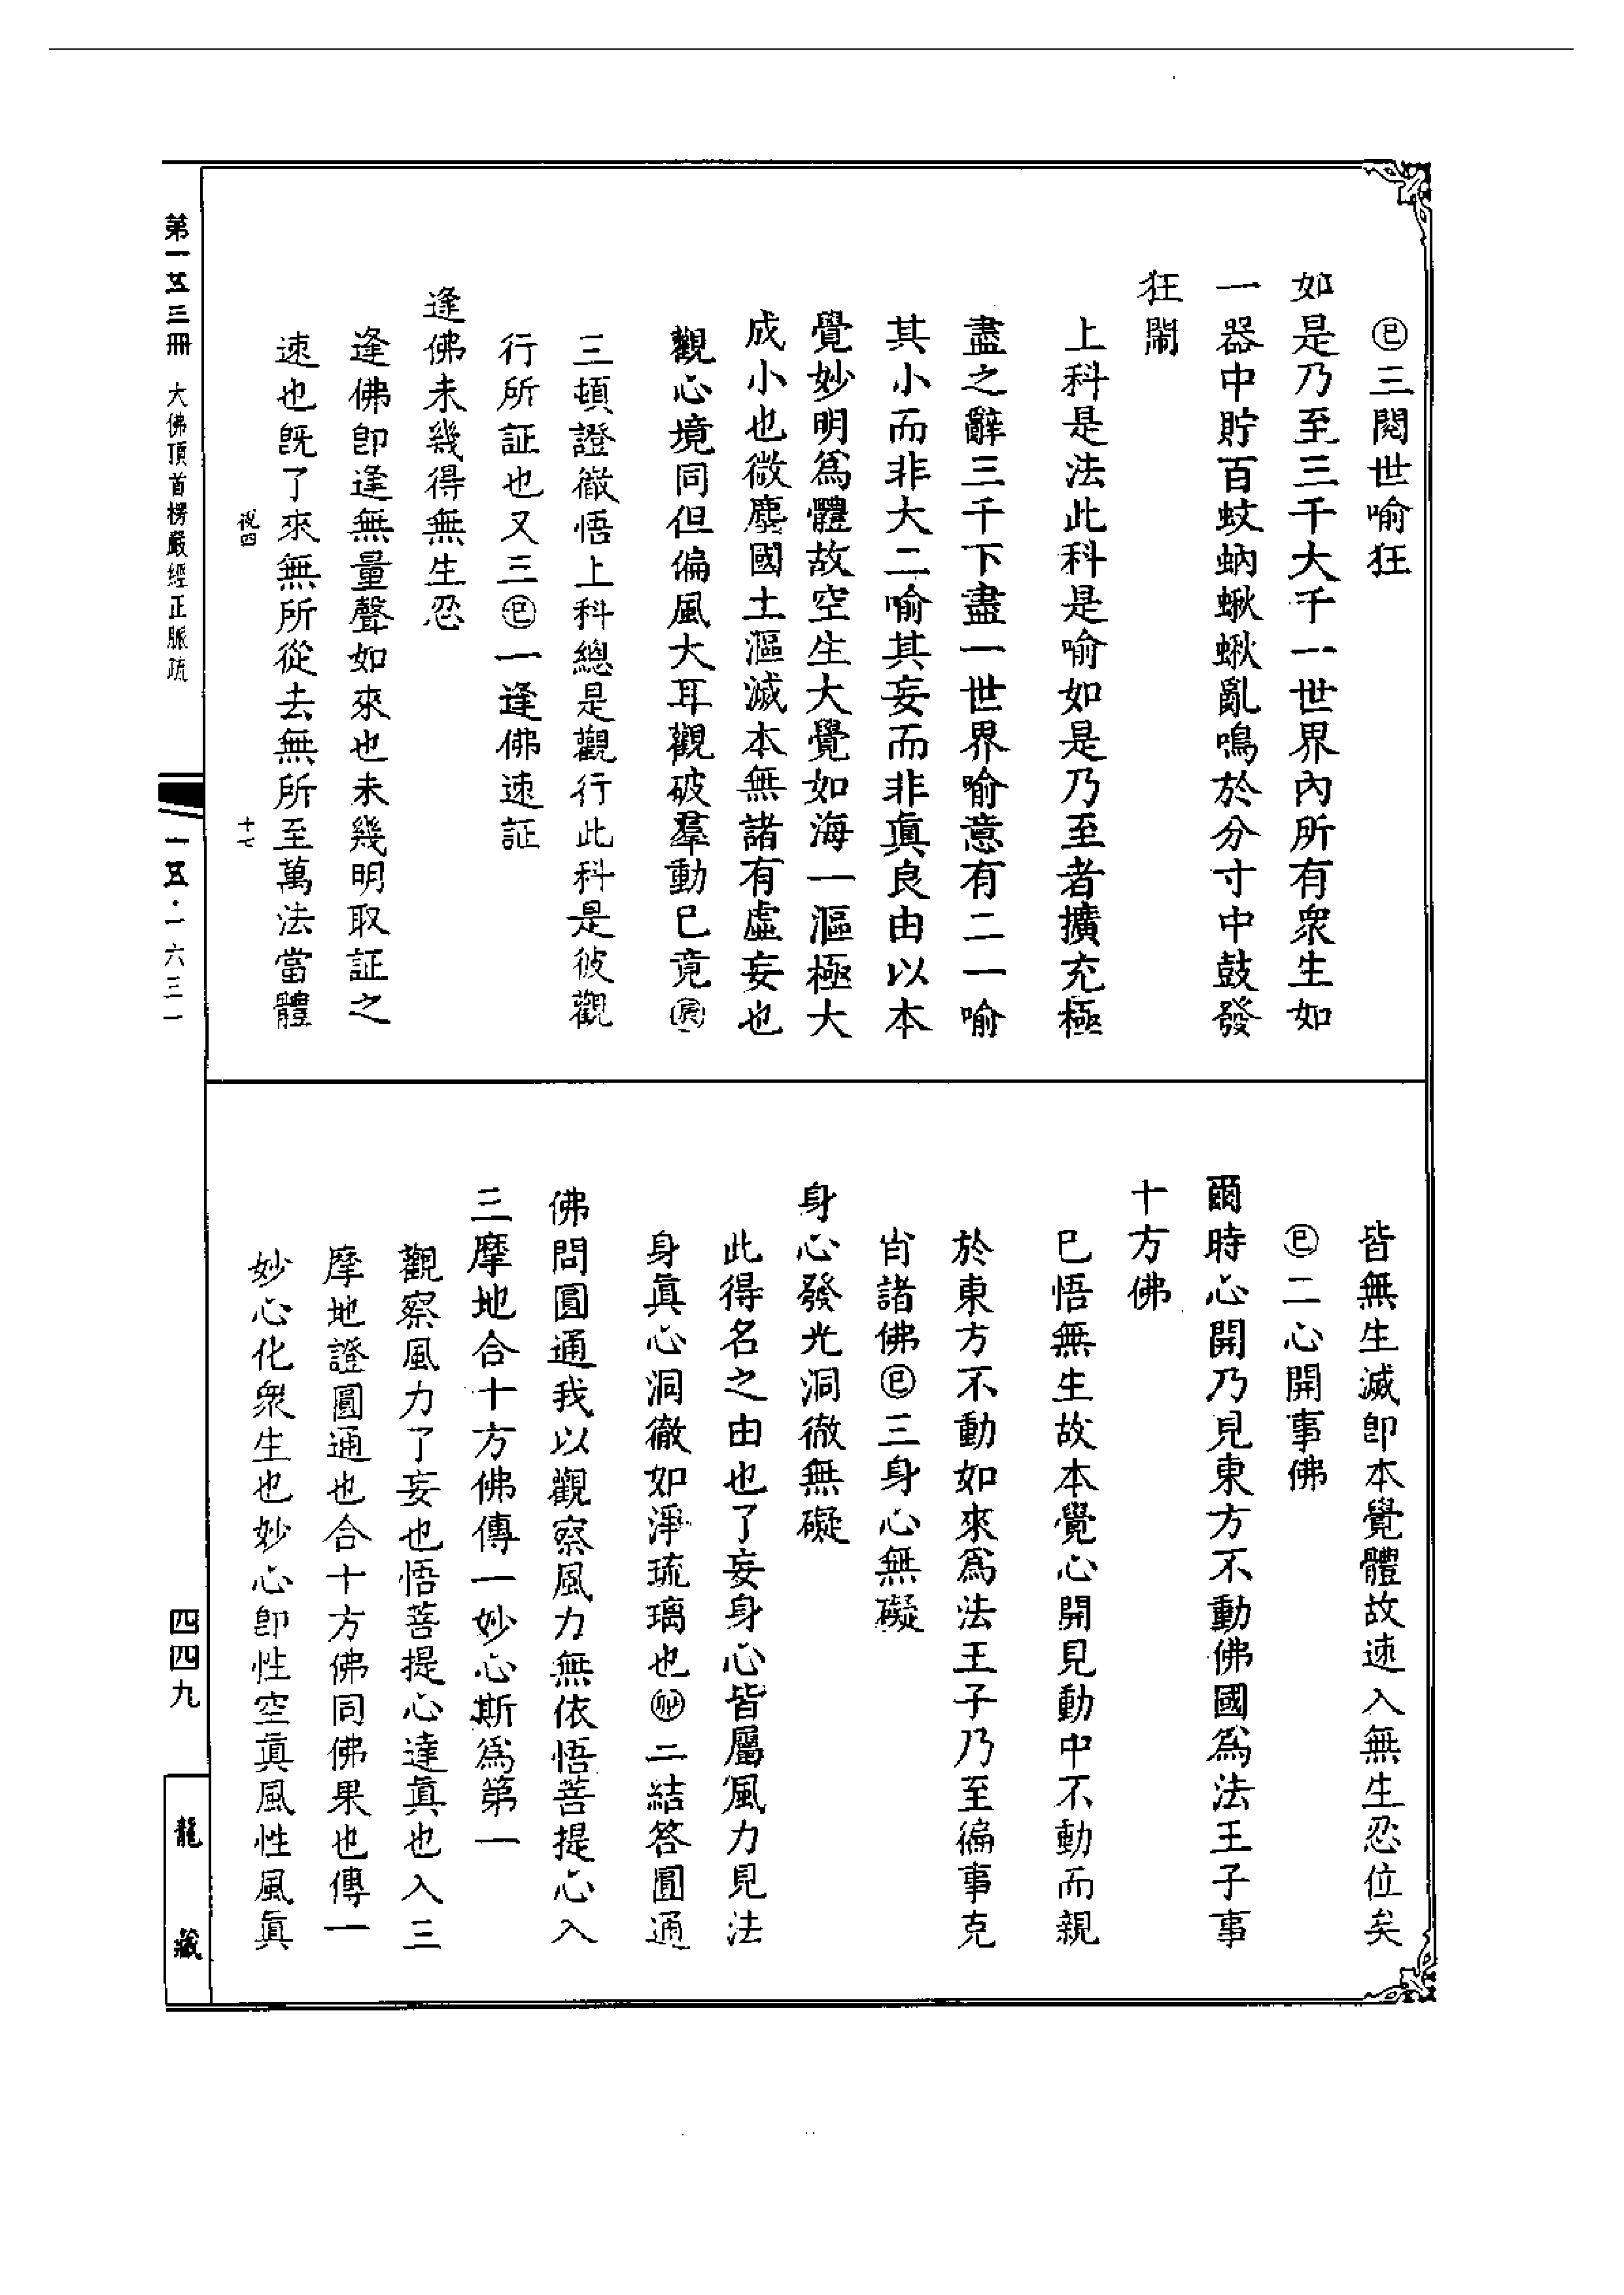 ㊂三閱世喻狂
如是乃至三千大千一世界內所有衆生如
一器中貯百蚊蚋蝍蝍亂鳴於分寸中鼓發
狂鬧
上科是法此科是喻如是乃至者擴充極
盡之辭三千下盡一世界喻意有二一喻
其小而非大二喻其妄而非眞良由以本
覺妙明爲體故空生大覺如海一漚極大
成小也微塵國土漚滅本無諸有虛妄也
觀心境同但偏風大耳觀破羣動已竟㊂
三頓證徹悟上科總是觀行此科是彼觀
行所証也又三㊂一逢佛速証
逢佛未幾得無生忍
逢佛卽逢無量聲如來也未幾明取証之
速也旣了來無所從去無所至萬法當體
說四 十七
皆無生滅卽本覺體故速入無生忍位矣
㊂二心開事佛
爾時心開乃見東方不動佛國爲法王子事
十方佛
已悟無生故本覺心開見動中不動而親
於東方不動如來爲法王子乃至徧事克
肖諸佛㊂三身心無礙
身心發光洞徹無礙
此得名之由也了妄身心皆屬風力見法
身眞心洞徹如淨琉璃也㊂二結答圓通
佛問圓通我以觀察風力無依悟菩提心入
三摩地合十方佛傳一妙心斯爲第一
觀察風力了妄也悟菩提心達眞也入三
摩地證圓通也合十方佛同佛果也傳一
妙心化衆生也妙心卽性空眞風性風眞
第一五三冊 大佛頂首楞嚴經正脈疏
一五·一六三一
四四九
龍藏